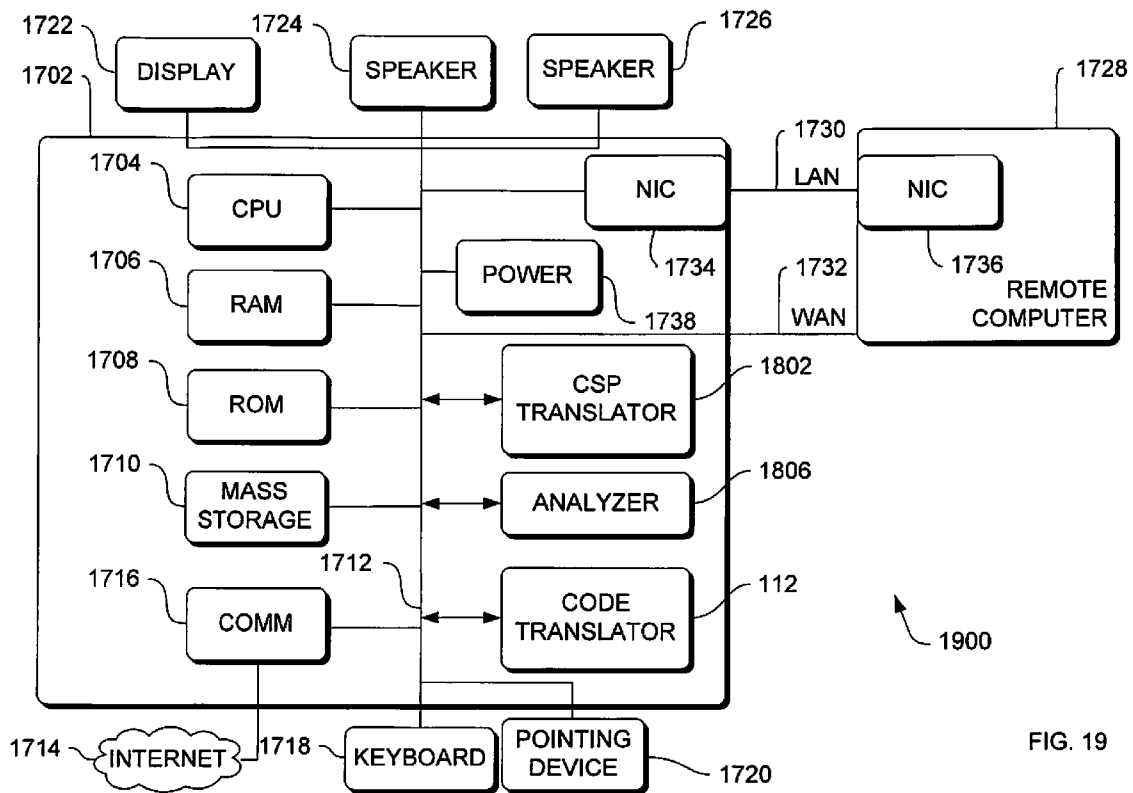 1722
DISPLAY
1724
SPEAKER
1726
SPEAKER
1702
1728
1704
CPU
NIC
1734
1730
LAN
NIC
1736
REMOTE
COMPUTER
1706
RAM
POWER
1738
1732
WAN
1708
ROM
1802
CSP
TRANSLATOR
1710
MASS
STORAGE
1806
ANALYZER
1712
1716
COMM
112
CODE
TRANSLATOR
1900
1714
INTERNET
1718
KEYBOARD
POINTING
DEVICE
1720
FIG. 19